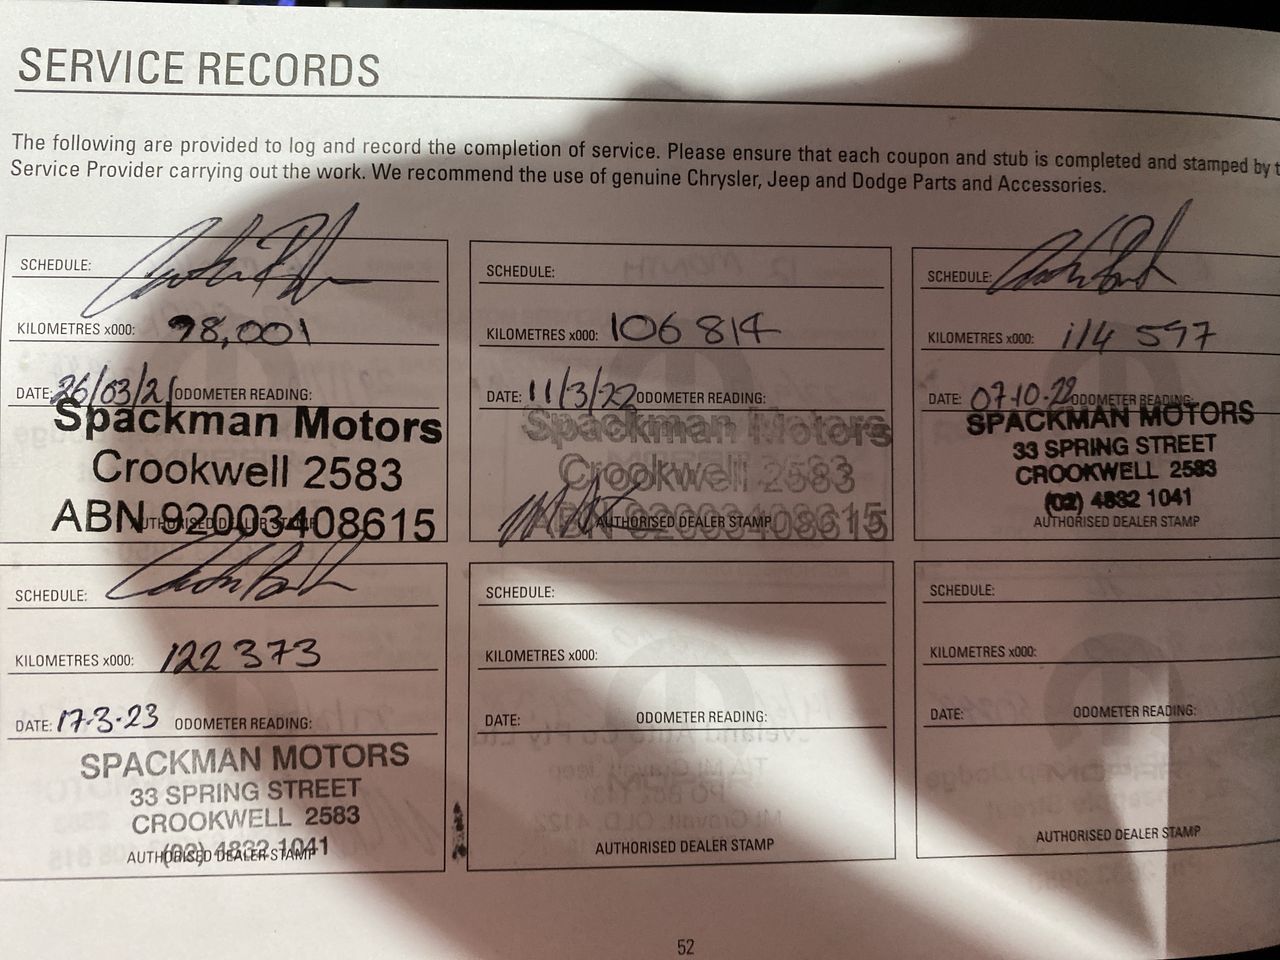 SERVICE RECORDS
The following are provided to log and record the completion of service. Please ensure that each coupon and stub is completed and stamped by t
Service Provider carrying out the work. We recommend the use of genuine Chrysler, Jeep and Dodge Parts and Accessories.
SCHEDULE:
KILOMETRES x000: 98,001
DATE: 26/03/21 ODOMETER READING:
Spackman Motors
Crookwell 2583
ABN 92003408615
AUTHORISED DEALER STAMP
SCHEDULE:
KILOMETRES x000: 106 814
DATE: 11/3/22 ODOMETER READING:
Spackman Motors
Crookwell 2583
ABN 92003408615
AUTHORISED DEALER STAMP
SCHEDULE:
KILOMETRES x000: 114 597
DATE: 07-10-22 ODOMETER READING:
SPACKMAN MOTORS
33 SPRING STREET
CROOKWELL 2583
(02) 4832 1041
AUTHORISED DEALER STAMP
SCHEDULE:
KILOMETRES x000: 122 373
DATE: 17-3-23 ODOMETER READING:
SPACKMAN MOTORS
33 SPRING STREET
CROOKWELL 2583
(02) 4832 1041
AUTHORISED DEALER STAMP
SCHEDULE:
KILOMETRES x000:
DATE: ODOMETER READING:
AUTHORISED DEALER STAMP
SCHEDULE:
KILOMETRES x000:
DATE: ODOMETER READING:
AUTHORISED DEALER STAMP
52